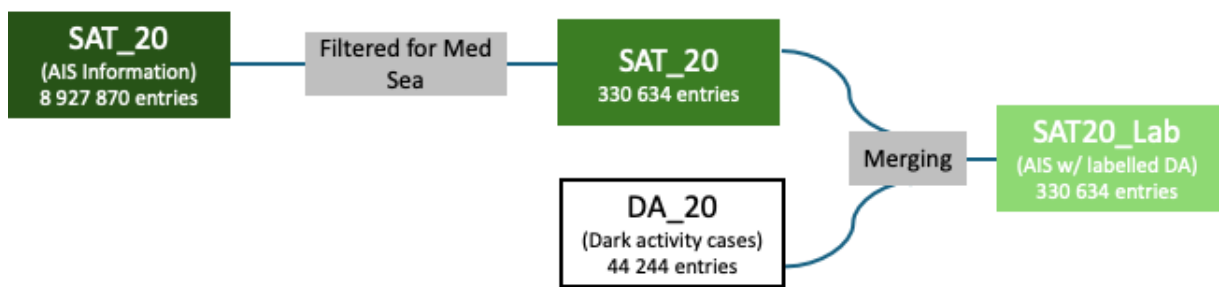 SAT_20
(AIS Information)
8 927 870 entries
Filtered for Med
Sea
SAT_20
330 634 entries
DA_20
(Dark activity cases)
44 244 entries
Merging
SAT20_Lab
(AIS w/ labelled DA)
330 634 entries